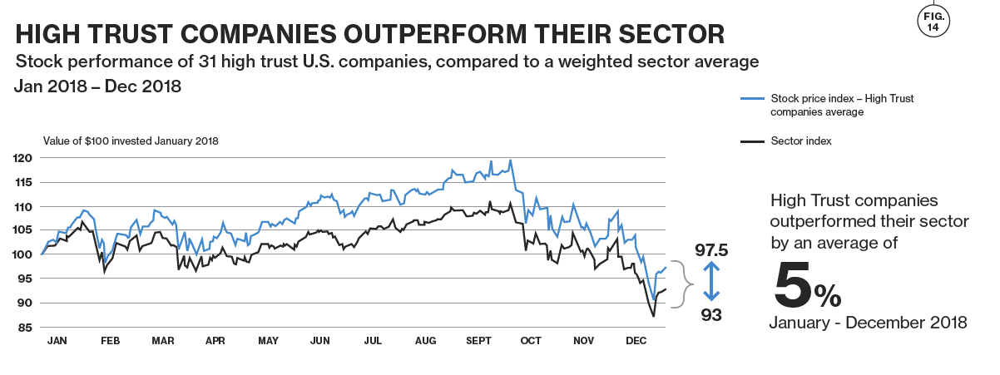 FIG.
14
HIGH TRUST COMPANIES OUTPERFORM THEIR SECTOR
Stock performance of 31 high trust U.S. companies, compared to a weighted sector average
Jan 2018 – Dec 2018
Stock price index – High Trust
companies average
Sector index
Value of $100 invested January 2018
120
115
110
105
100
95
90
85
JAN FEB MAR APR MAY JUN JUL AUG SEPT OCT NOV DEC
97.5
93
High Trust companies
outperformed their sector
by an average of
5%
January - December 2018